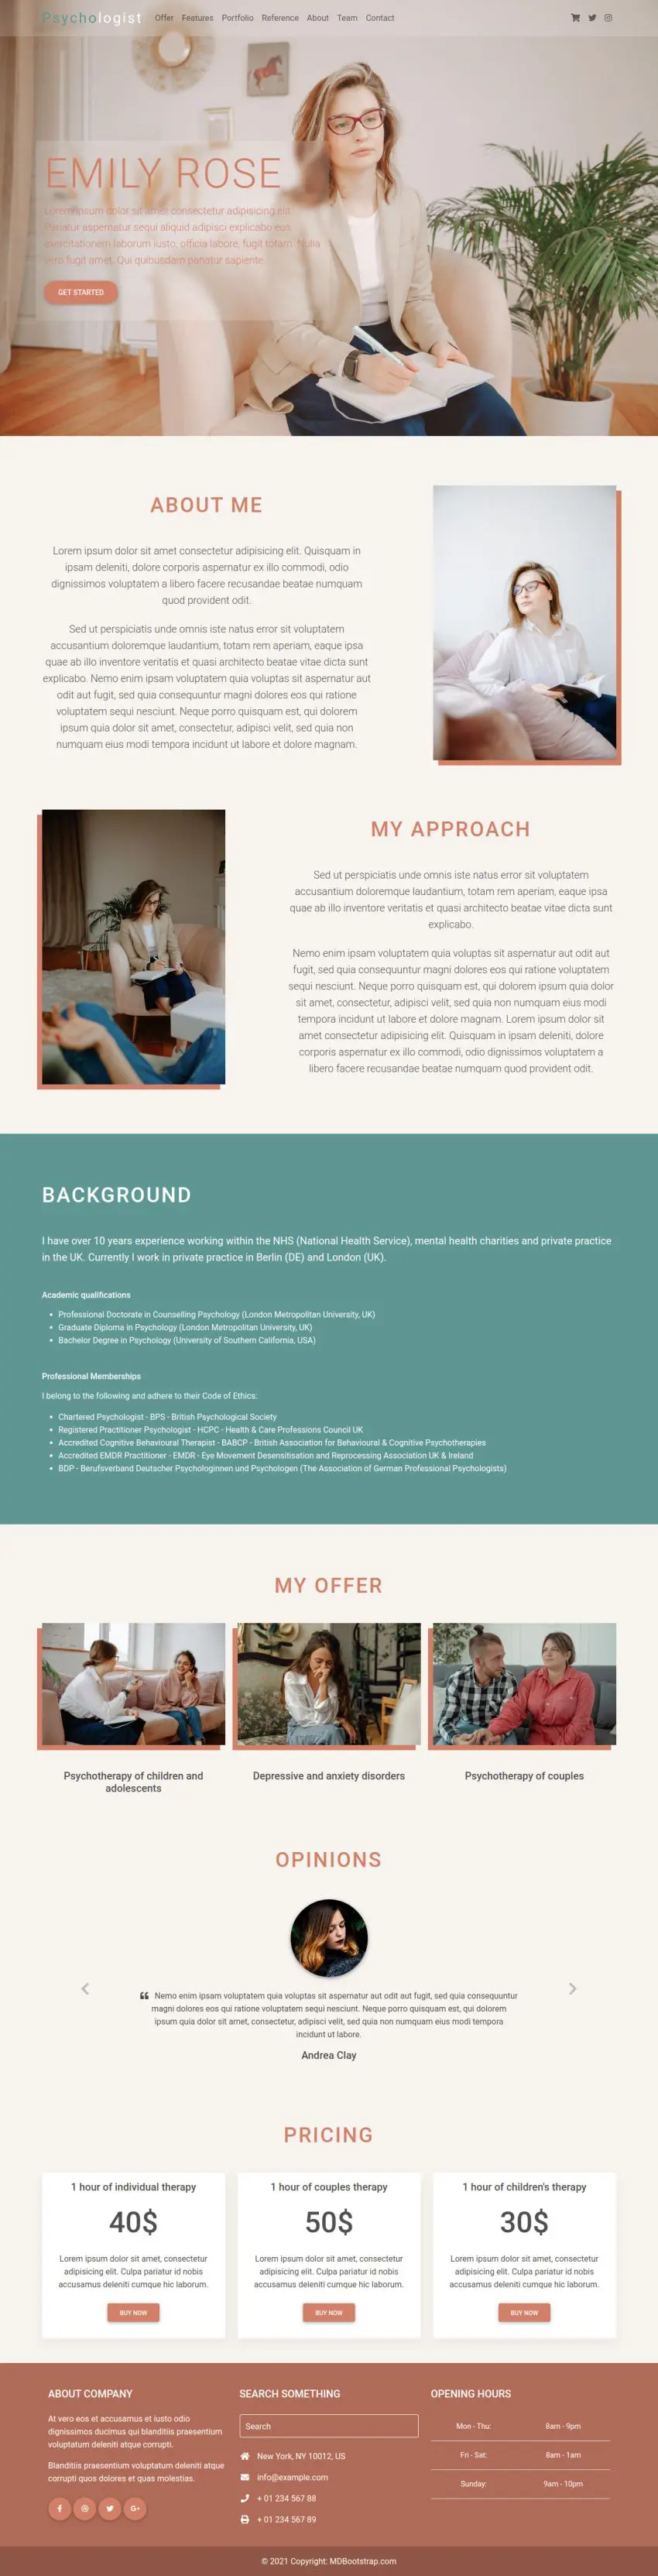 Psychologist Offer Features Portfolio Reference About Team Contact
EMILY ROSE
Lorem ipsum dolor sit amet consectetur adipisicing elit.
Pariatur aspernatur sequi aliquid adipisci explicabo eos
exercitationem laborum iusto, officia labore, fugit totam. Nulla
vero fugit amet. Qui quibusdam pariatur sapiente.
GET STARTED
ABOUT ME
Lorem ipsum dolor sit amet consectetur adipisicing elit. Quisquam in
ipsam deleniti, dolore corporis aspernatur ex illo commodi, odio
dignissimos voluptatem a libero facere recusandae beatae numquam
quod provident odit.
Sed ut perspiciatis unde omnis iste natus error sit voluptatem
accusantium doloremque laudantium, totam rem aperiam, eaque ipsa
quae ab illo inventore veritatis et quasi architecto beatae vitae dicta sunt
explicabo. Nemo enim ipsam voluptatem quia voluptas sit aspernatur aut
odit aut fugit, sed quia consequuntur magni dolores eos qui ratione
voluptatem sequi nesciunt. Neque porro quisquam est, qui dolorem
ipsum quia dolor sit amet, consectetur, adipisci velit, sed quia non
numquam eius modi tempora incidunt ut labore et dolore magnam.
MY APPROACH
Sed ut perspiciatis unde omnis iste natus error sit voluptatem
accusantium doloremque laudantium, totam rem aperiam, eaque ipsa
quae ab illo inventore veritatis et quasi architecto beatae vitae dicta sunt
explicabo.
Nemo enim ipsam voluptatem quia voluptas sit aspernatur aut odit aut
fugit, sed quia consequuntur magni dolores eos qui ratione voluptatem
sequi nesciunt. Neque porro quisquam est, qui dolorem ipsum quia dolor
sit amet, consectetur, adipisci velit, sed quia non numquam eius modi
tempora incidunt ut labore et dolore magnam. Lorem ipsum dolor sit
amet consectetur adipisicing elit. Quisquam in ipsam deleniti, dolore
corporis aspernatur ex illo commodi, odio dignissimos voluptatem a
libero facere recusandae beatae numquam quod provident odit.
BACKGROUND
I have over 10 years experience working within the NHS (National Health Service), mental health charities and private practice
in the UK. Currently I work in private practice in Berlin (DE) and London (UK).
Academic qualifications
• Professional Doctorate in Counselling Psychology (London Metropolitan University, UK)
• Graduate Diploma in Psychology (London Metropolitan University, UK)
• Bachelor Degree in Psychology (University of Southern California, USA)
Professional Memberships
I belong to the following and adhere to their Code of Ethics:
• Chartered Psychologist - BPS - British Psychological Society
• Registered Practitioner Psychologist - HCPC - Health & Care Professions Council UK
• Accredited Cognitive Behavioural Therapist - BABCP - British Association for Behavioural & Cognitive Psychotherapies
• Accredited EMDR Practitioner - EMDR - Eye Movement Desensitisation and Reprocessing Association UK & Ireland
• BDP - Berufsverband Deutscher Psychologinnen und Psychologen (The Association of German Professional Psychologists)
MY OFFER
Psychotherapy of children and
adolescents
Depressive and anxiety disorders
Psychotherapy of couples
OPINIONS
Nemo enim ipsam voluptatem quia voluptas sit aspernatur aut odit aut fugit, sed quia consequuntur
magni dolores eos qui ratione voluptatem sequi nesciunt. Neque porro quisquam est, qui dolorem
ipsum quia dolor sit amet, consectetur, adipisci velit, sed quia non numquam eius modi tempora
incidunt ut labore.
Andrea Clay
PRICING
1 hour of individual therapy
40$
Lorem ipsum dolor sit amet, consectetur
adipisicing elit. Culpa pariatur id nobis
accusamus deleniti cumque hic laborum.
BUY NOW
1 hour of couples therapy
50$
Lorem ipsum dolor sit amet, consectetur
adipisicing elit. Culpa pariatur id nobis
accusamus deleniti cumque hic laborum.
BUY NOW
1 hour of children's therapy
30$
Lorem ipsum dolor sit amet, consectetur
adipisicing elit. Culpa pariatur id nobis
accusamus deleniti cumque hic laborum.
BUY NOW
ABOUT COMPANY
At vero eos et accusamus et iusto odio
dignissimos ducimus qui blanditiis praesentium
voluptatum deleniti atque corrupti.
Blanditiis praesentium voluptatum deleniti atque
corrupti quos dolores et quas molestias.
SEARCH SOMETHING
Search
New York, NY 10012, US
info@example.com
+ 01 234 567 88
+ 01 234 567 89
OPENING HOURS
Mon - Thu: 8am - 9pm
Fri - Sat: 8am - 1am
Sunday: 9am - 10pm
© 2021 Copyright: MDBootstrap.com